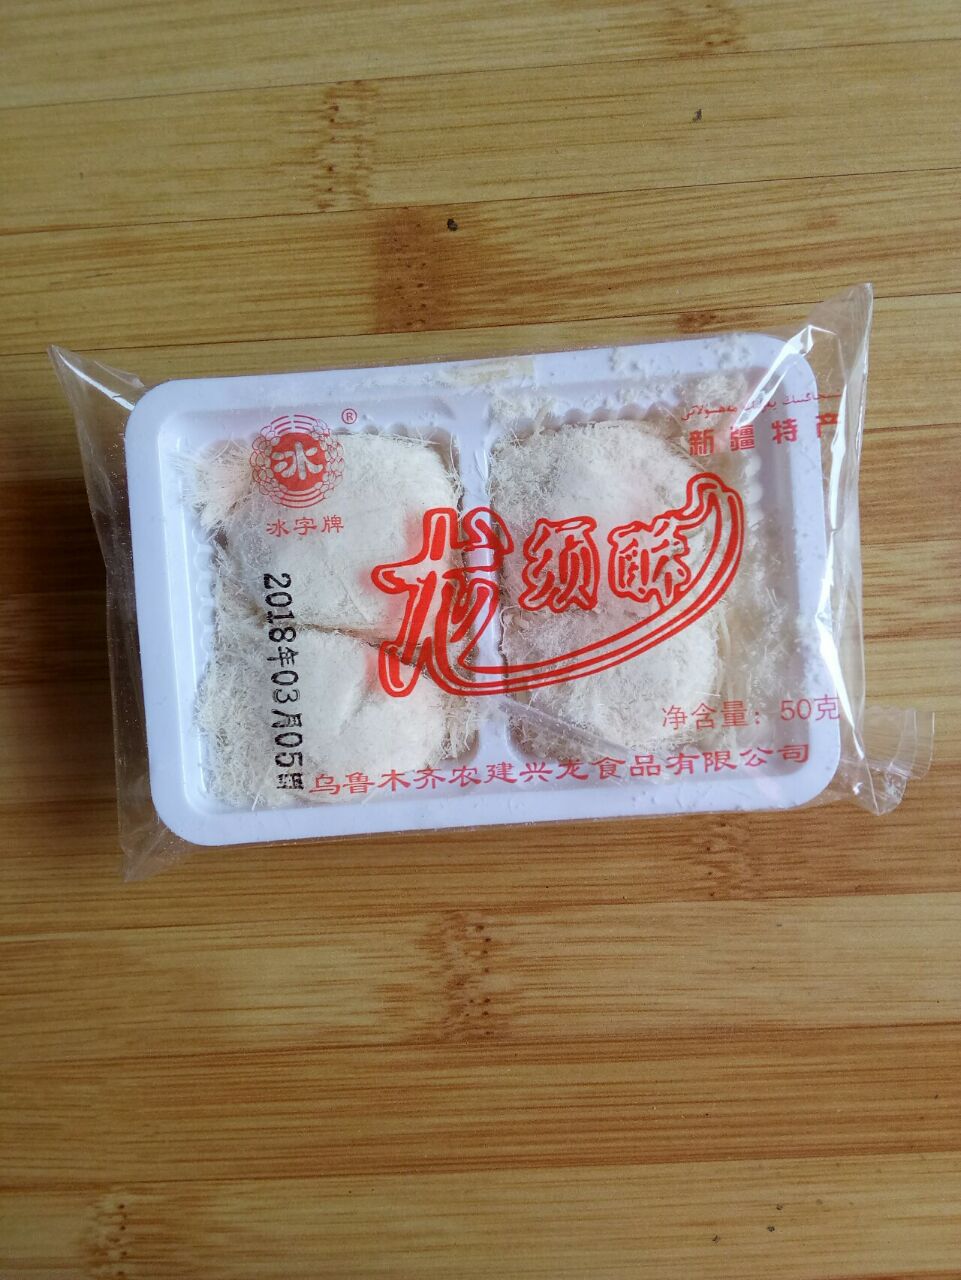 ®
冰
冰字牌
新疆特产
龙须酥
2018年03月05日
净含量：50克
乌鲁木齐农建兴龙食品有限公司